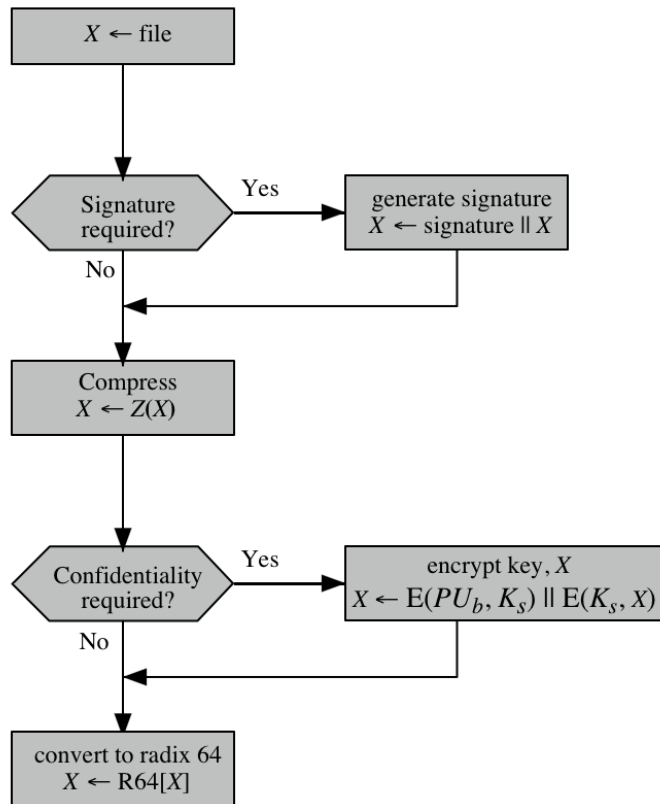 X ← file
Signature
required?
Yes
generate signature
X ← signature || X
No
Compress
X ← Z(X)
Confidentiality
required?
Yes
encrypt key, X
X ← E(PU_b, K_s) || E(K_s, X)
No
convert to radix 64
X ← R64[X]